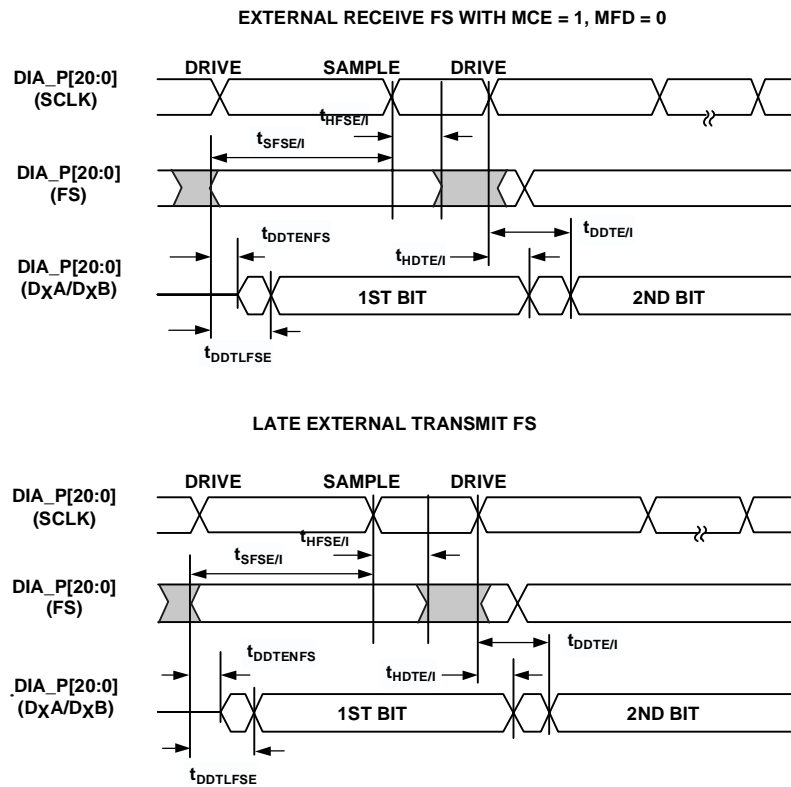 EXTERNAL RECEIVE FS WITH MCE = 1, MFD = 0
DRIVE SAMPLE DRIVE
DIA_P[20:0]
(SCLK)
tHFSE/I
tSFSE/I
DIA_P[20:0]
(FS)
tDDTENFS
tHDTE/I
tDDTE/I
DIA_P[20:0]
(DXA/DXB)
1ST BIT 2ND BIT
tDDTLFSE
LATE EXTERNAL TRANSMIT FS
DRIVE SAMPLE DRIVE
DIA_P[20:0]
(SCLK)
tHFSE/I
tSFSE/I
DIA_P[20:0]
(FS)
tDDTENFS
tHDTE/I
tDDTE/I
.DIA_P[20:0]
(DXA/DXB)
1ST BIT 2ND BIT
tDDTLFSE